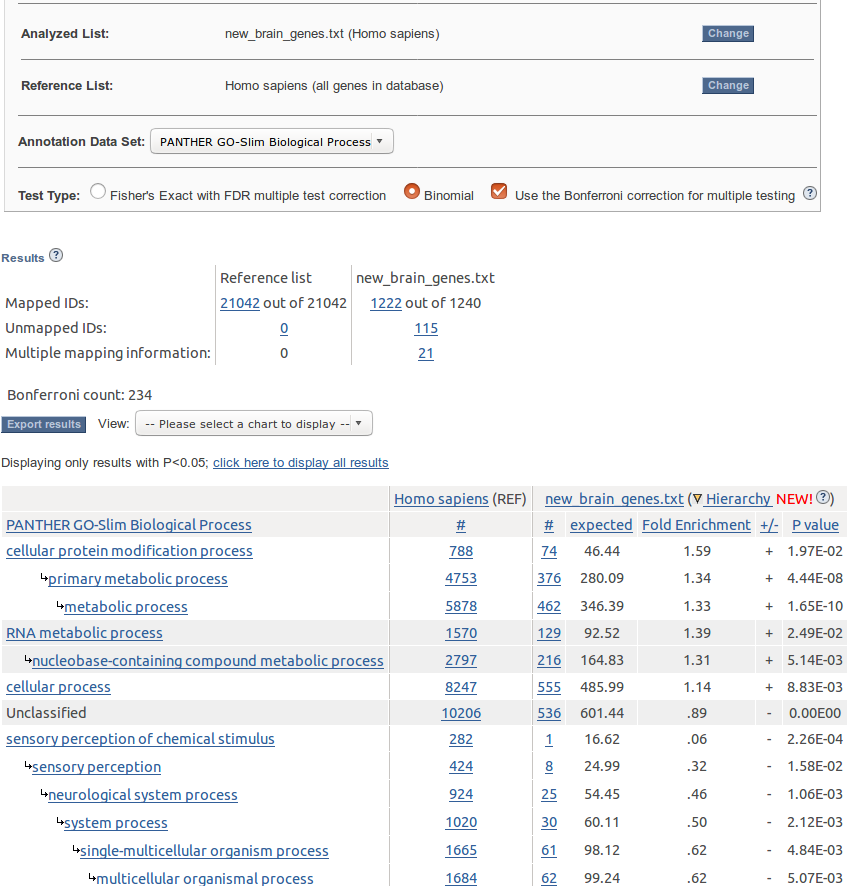 Analyzed List: new_brain_genes.txt (Homo sapiens) Change
Reference List: Homo sapiens (all genes in database) Change
Annotation Data Set: PANTHER GO-Slim Biological Process
Test Type: Fisher's Exact with FDR multiple test correction Binomial Use the Bonferroni correction for multiple testing ?
Results ?
Reference list new_brain_genes.txt
Mapped IDs: 21042 out of 21042 1222 out of 1240
Unmapped IDs: 0 115
Multiple mapping information: 0 21
Bonferroni count: 234
Export results View: -- Please select a chart to display --
Displaying only results with P<0.05; click here to display all results
Homo sapiens (REF) new_brain_genes.txt (∇ Hierarchy NEW! ?)
PANTHER GO-Slim Biological Process # # expected Fold Enrichment +/- P value
cellular protein modification process 788 74 46.44 1.59 + 1.97E-02
↳primary metabolic process 4753 376 280.09 1.34 + 4.44E-08
↳metabolic process 5878 462 346.39 1.33 + 1.65E-10
RNA metabolic process 1570 129 92.52 1.39 + 2.49E-02
↳nucleobase-containing compound metabolic process 2797 216 164.83 1.31 + 5.14E-03
cellular process 8247 555 485.99 1.14 + 8.83E-03
Unclassified 10206 536 601.44 .89 - 0.00E00
sensory perception of chemical stimulus 282 1 16.62 .06 - 2.26E-04
↳sensory perception 424 8 24.99 .32 - 1.58E-02
↳neurological system process 924 25 54.45 .46 - 1.06E-03
↳system process 1020 30 60.11 .50 - 2.12E-03
↳single-multicellular organism process 1665 61 98.12 .62 - 4.84E-03
↳multicellular organismal process 1684 62 99.24 .62 - 5.07E-03